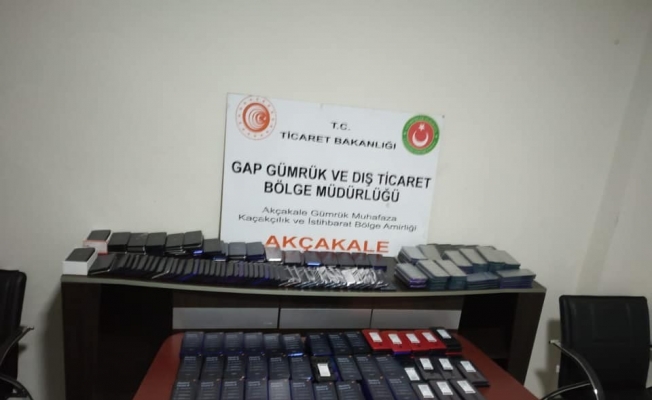 T.C.
TİCARET BAKANLIĞI
GAP GÜMRÜK VE DIŞ TİCARET
BÖLGE MÜDÜRLÜĞÜ
Akçakale Gümrük Muhafaza
Kaçakçılık ve İstihbarat Bölge Amirliği
AKÇAKALE